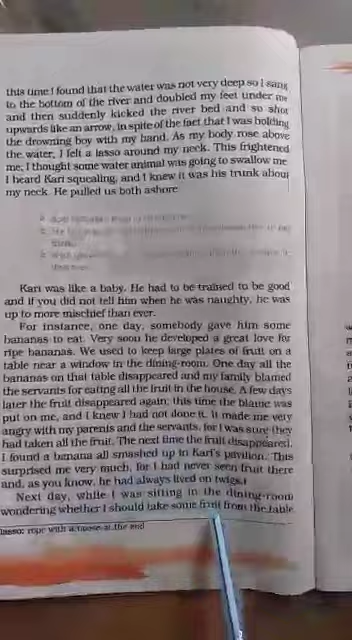 this time I found that the water was not very deep so I sang
to the bottom of the river and doubled my feet under me
and then suddenly kicked the river bed and so shot
upwards like an arrow, in spite of the fact that I was holding
the drowning boy with my hand. As my body rose above
the water, I felt a lasso around my neck. This frightened
me, I thought some water animal was going to swallow me
I heard Kari squealing, and I knew it was his trunk about
my neck. He pulled us both ashore
Kari was like a baby. He had to be trained to be good
and if you did not tell him when he was naughty, he was
up to more mischief than ever.
For instance, one day, somebody gave him some
bananas to eat. Very soon he developed a great love for
ripe bananas. We used to keep large plates of fruit on a
table near a window in the dining-room. One day all the
bananas on that table disappeared and my family blamed
the servants for eating all the fruit in the house. A few days
later the fruit disappeared again; this time the blame was
put on me, and I knew I had not done it. It made me very
angry with my parents and the servants, for I was sure they
had taken all the fruit. The next time the fruit disappeared,
I found a banana all smashed up in Kari's pavilion. This
surprised me very much, for I had never seen fruit there
and, as you know, he had always lived on twigs.
Next day, while I was sitting in the dining-room
wondering whether I should take some fruit from the table
lasso: rope with a noose at the end